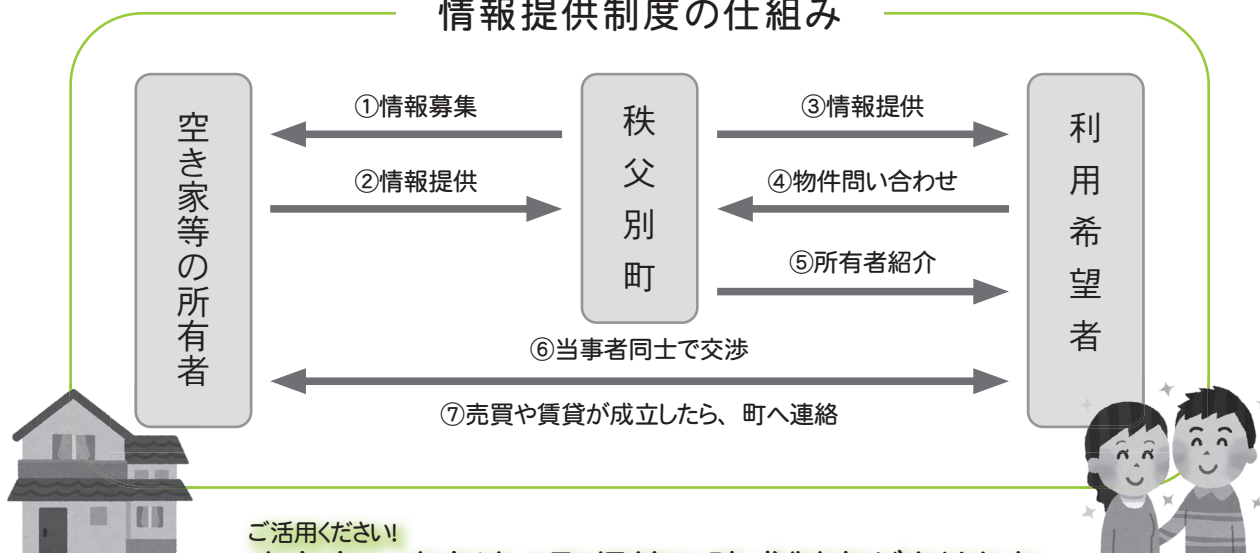 情報提供制度の仕組み
空き家等の所有者
①情報募集
②情報提供
秩父別町
③情報提供
④物件問い合わせ
⑤所有者紹介
利用希望者
⑥当事者同士で交渉
⑦売買や賃貸が成立したら、町へ連絡
ご活用ください!